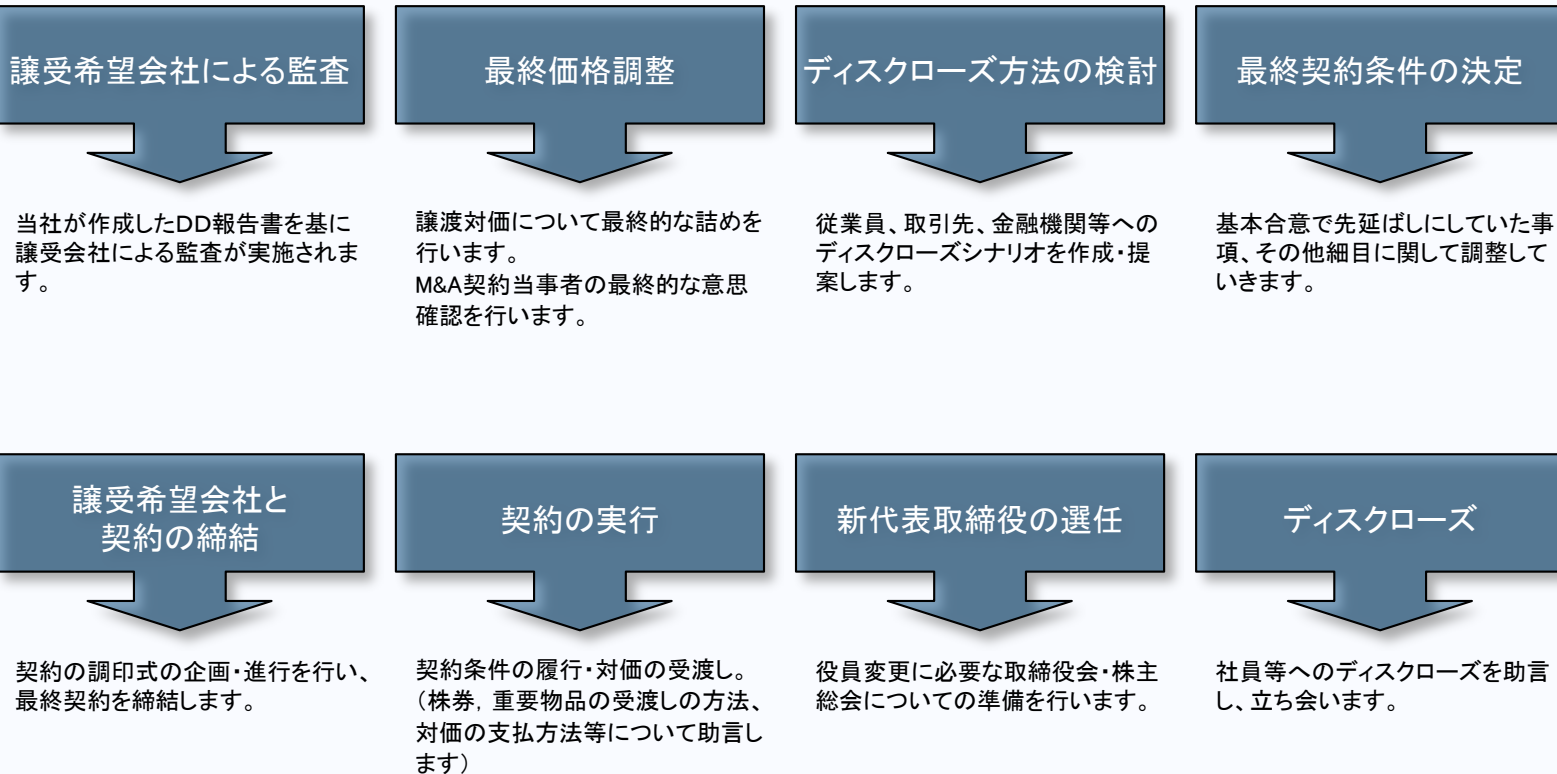 譲受希望会社による監査
当社が作成したDD報告書を基に
譲受会社による監査が実施されま
す。
最終価格調整
譲渡対価について最終的な詰めを
行います。
M&A契約当事者の最終的な意思
確認を行います。
ディスクローズ方法の検討
従業員、取引先、金融機関等への
ディスクローズシナリオを作成・提
案します。
最終契約条件の決定
基本合意で先延ばしにしていた事
項、その他細目に関して調整して
いきます。
譲受希望会社と
契約の締結
契約の調印式の企画・進行を行い、
最終契約を締結します。
契約の実行
契約条件の履行・対価の受渡し。
（株券，重要物品の受渡しの方法、
対価の支払方法等について助言し
ます）
新代表取締役の選任
役員変更に必要な取締役会・株主
総会についての準備を行います。
ディスクローズ
社員等へのディスクローズを助言
し、立ち会います。